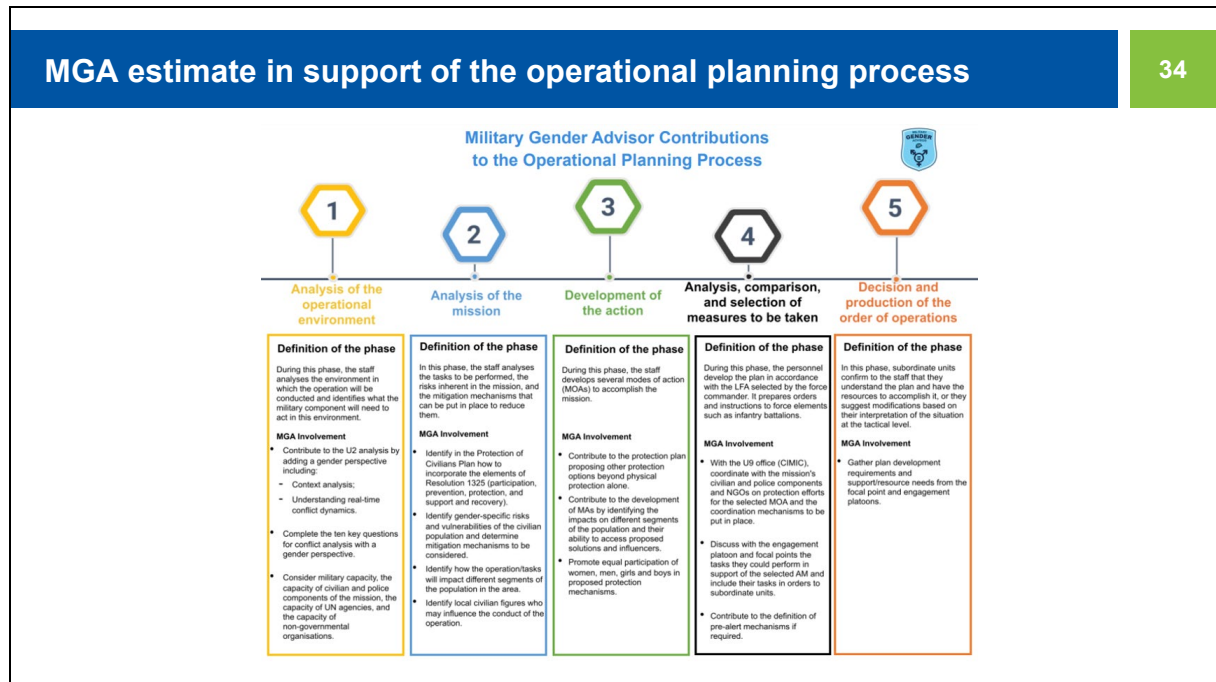 MGA estimate in support of the operational planning process
34
Military Gender Advisor Contributions
to the Operational Planning Process
GENDER
1
2
3
4
5
Analysis of the
operational
environment
Analysis of the
mission
Development of
the action
Analysis, comparison,
and selection of
measures to be taken
Decision and
production of the
order of operations
Definition of the phase
During this phase, the staff
analyses the environment in
which the operation will be
conducted and identifies what the
military component will need to
act in this environment.
MGA Involvement
• Contribute to the U2 analysis by
adding a gender perspective
including:
- Context analysis;
- Understanding real-time
conflict dynamics.
• Complete the ten key questions
for conflict analysis with a
gender perspective.
• Consider military capacity, the
capacity of civilian and police
components of the mission, the
capacity of UN agencies, and
the capacity of
non-governmental
organisations.
Definition of the phase
In this phase, the staff analyses
the tasks to be performed, the
risks inherent in the mission, and
the mitigation mechanisms that
can be put in place to reduce
them.
MGA Involvement
• Identify in the Protection of
Civilians Plan how to
incorporate the elements of
Resolution 1325 (participation,
prevention, protection, and
support and recovery).
• Identify gender-specific risks
and vulnerabilities of the civilian
population and determine
mitigation mechanisms to be
considered.
• Identify how the operation/tasks
will impact different segments of
the population in the area.
• Identify local civilian figures who
may influence the conduct of the
operation.
Definition of the phase
During this phase, the staff
develops several modes of action
(MOAs) to accomplish the
mission.
MGA Involvement
• Contribute to the protection plan
proposing other protection
options beyond physical
protection alone.
• Contribute to the development
of MAs by identifying the
impacts on different segments
of the population and their
ability to access proposed
solutions and influencers.
• Promote equal participation of
women, men, girls and boys in
proposed protection
mechanisms.
Definition of the phase
During this phase, the personnel
develop the plan in accordance
with the LFA selected by the force
commander. It prepares orders
and instructions to force elements
such as infantry battalions.
MGA Involvement
• With the U9 office (CIMIC),
coordinate with the mission's
civilian and police components
and NGOs on protection efforts
for the selected MOA and the
coordination mechanisms to be
put in place.
• Discuss with the engagement
platoon and focal points the
tasks they could perform in
support of the selected AM and
include their tasks in orders to
subordinate units.
• Contribute to the definition of
pre-alert mechanisms if
required.
Definition of the phase
In this phase, subordinate units
confirm to the staff that they
understand the plan and have the
resources to accomplish it, or they
suggest modifications based on
their interpretation of the situation
at the tactical level.
MGA Involvement
• Gather plan development
requirements and
support/resource needs from the
focal point and engagement
platoons.